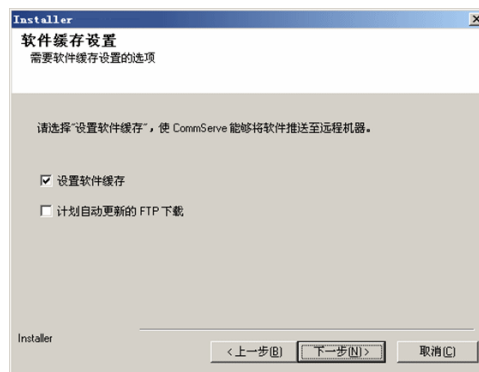 Installer
软件缓存设置
需要软件缓存设置的选项
请选择“设置软件缓存”，使 CommServe 能够将软件推送至远程机器。
设置软件缓存
计划自动更新的 FTP 下载
Installer
<上一步(B) 下一步(N)> 取消(C)